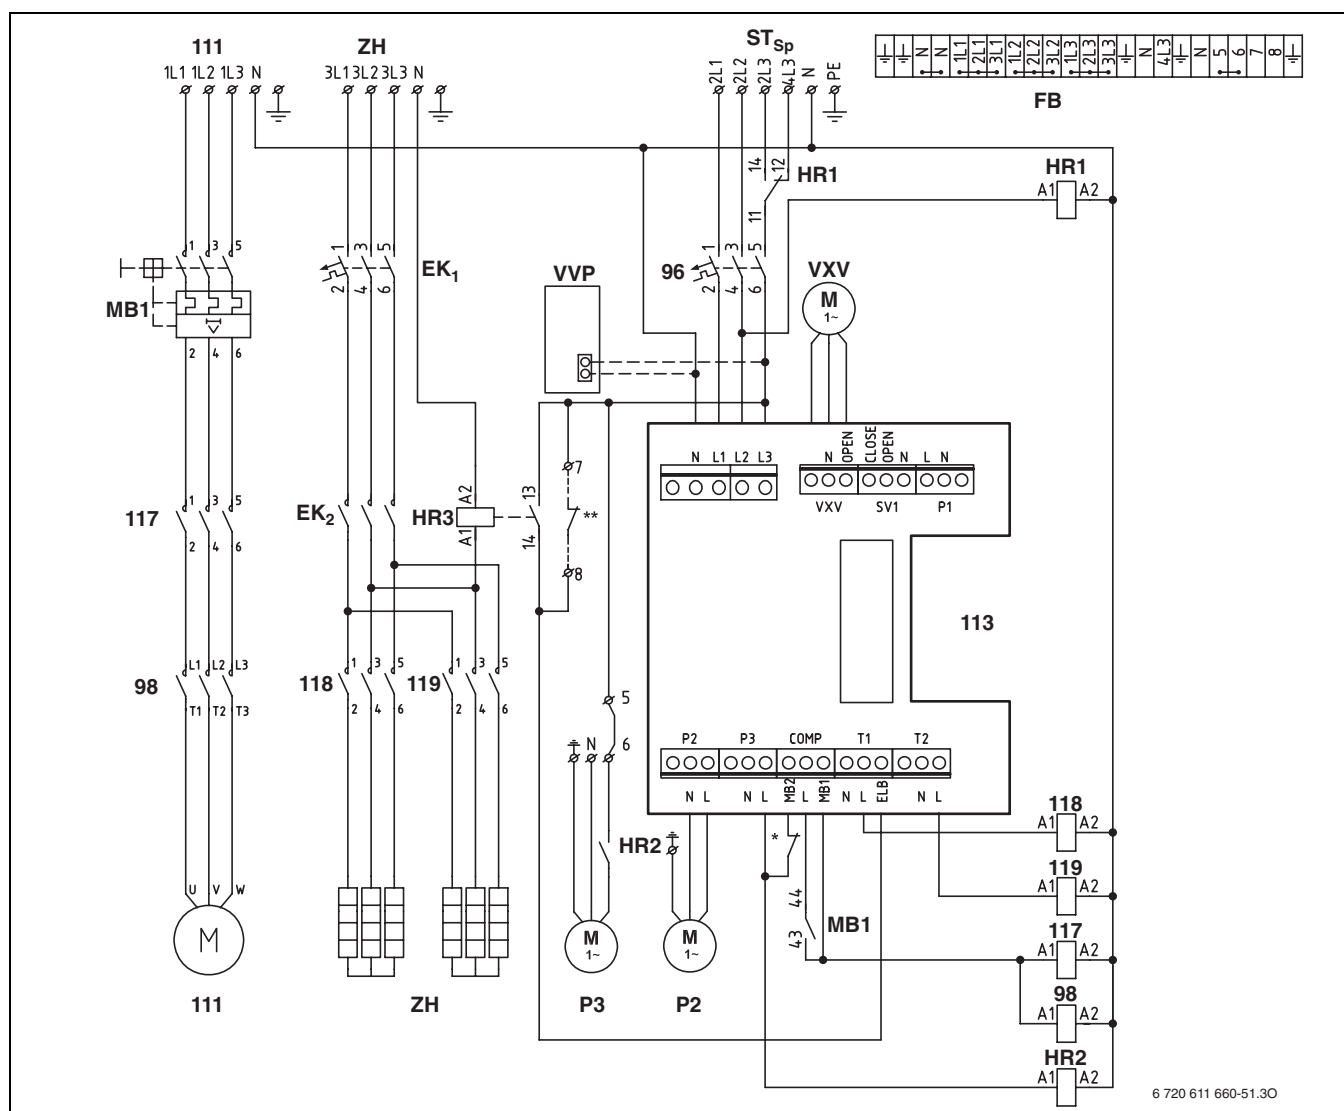 111 ZH ST Sp
1L1 1L2 1L3 N 3L1 3L2 3L3 N 2L1 2L2 2L3 4L3 N PE
N N 1L1 2L1 3L1 1L2 2L2 3L2 1L3 2L3 3L3 N 4L3 N 5 6 7 8
FB
14 12 HR1
11
HR1
A1 A2
1 3 5 1 3 5 1 3 5
EK1 VVP 96 VXV
2 4 6 2 4 6
M
1~
MB1
2 4 6
N L1 L2 L3 N OPEN CLOSE OPEN N L N
VXV SV1 P1
7
1 3 5 A2 13
117 EK2 HR3 **
2 4 6 A1 14
8
113
L1 L2 L3 1 3 5 1 3 5
98 118 119
T1 T2 T3 2 4 6 2 4 6
5
N 6
P2 P3 COMP T1 T2
N L N L MB2 L MB1 N L ELB N L
118
A1 A2
HR2 *
119
A1 A2
U V W 44
43 MB1
117
A1 A2
M M M
1~ 1~
98
A1 A2
111 ZH P3 P2
HR2
A1 A2
6 720 611 660-51.3O